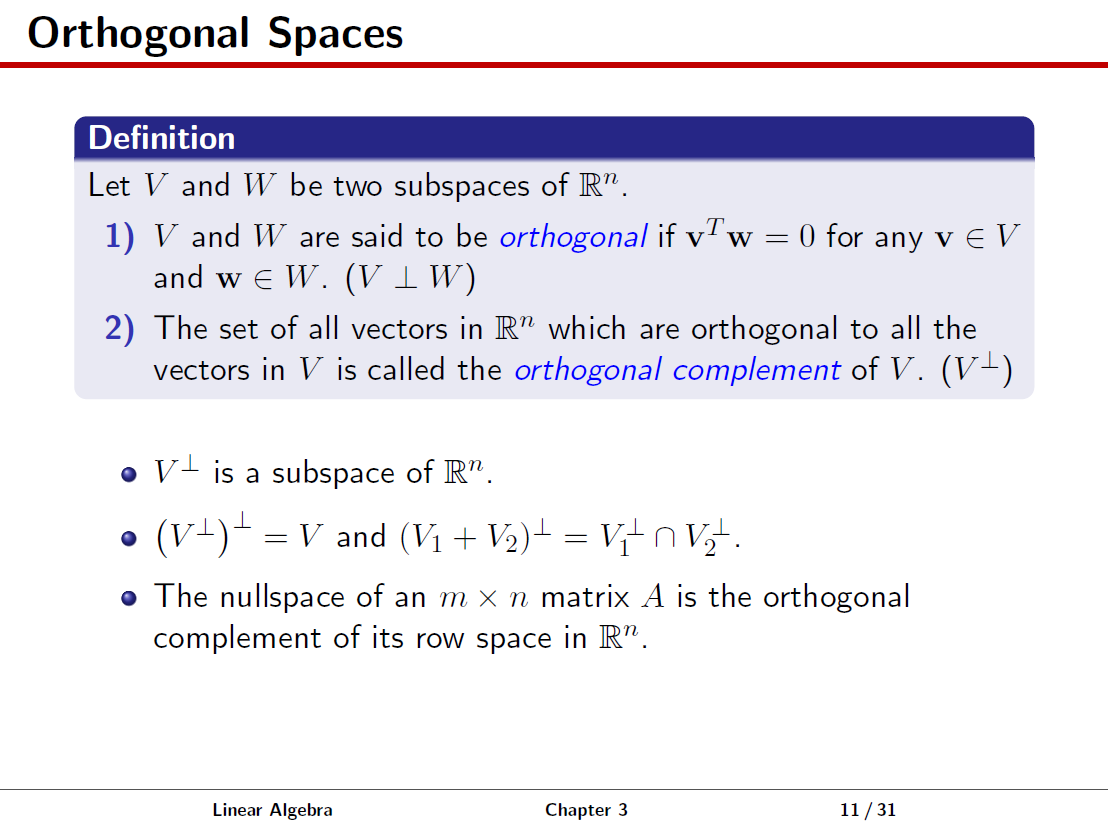 Orthogonal Spaces
Definition
Let V and W be two subspaces of ℝⁿ.
1) V and W are said to be orthogonal if vᵀw = 0 for any v ∈ V
and w ∈ W. (V ⊥ W)
2) The set of all vectors in ℝⁿ which are orthogonal to all the
vectors in V is called the orthogonal complement of V. (V^⊥)
• V^⊥ is a subspace of ℝⁿ.
• (V^⊥)^⊥ = V and (V₁ + V₂)^⊥ = V₁^⊥ ∩ V₂^⊥.
• The nullspace of an m × n matrix A is the orthogonal
complement of its row space in ℝⁿ.
Linear Algebra Chapter 3 11 / 31